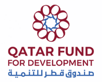 QATAR FUND
FOR DEVELOPMENT
صندوق قطر للتنمية